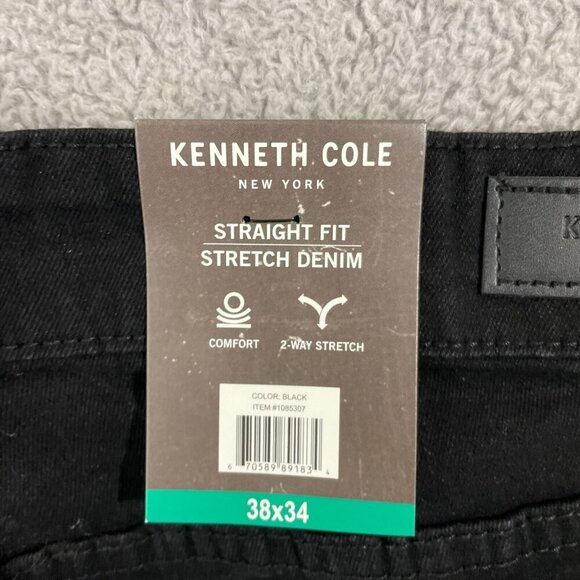 KENNETH COLE
NEW YORK
STRAIGHT FIT
STRETCH DENIM
COMFORT
2-WAY STRETCH
COLOR: BLACK
ITEM #1085307
6 70589 89183 4
38x34
K